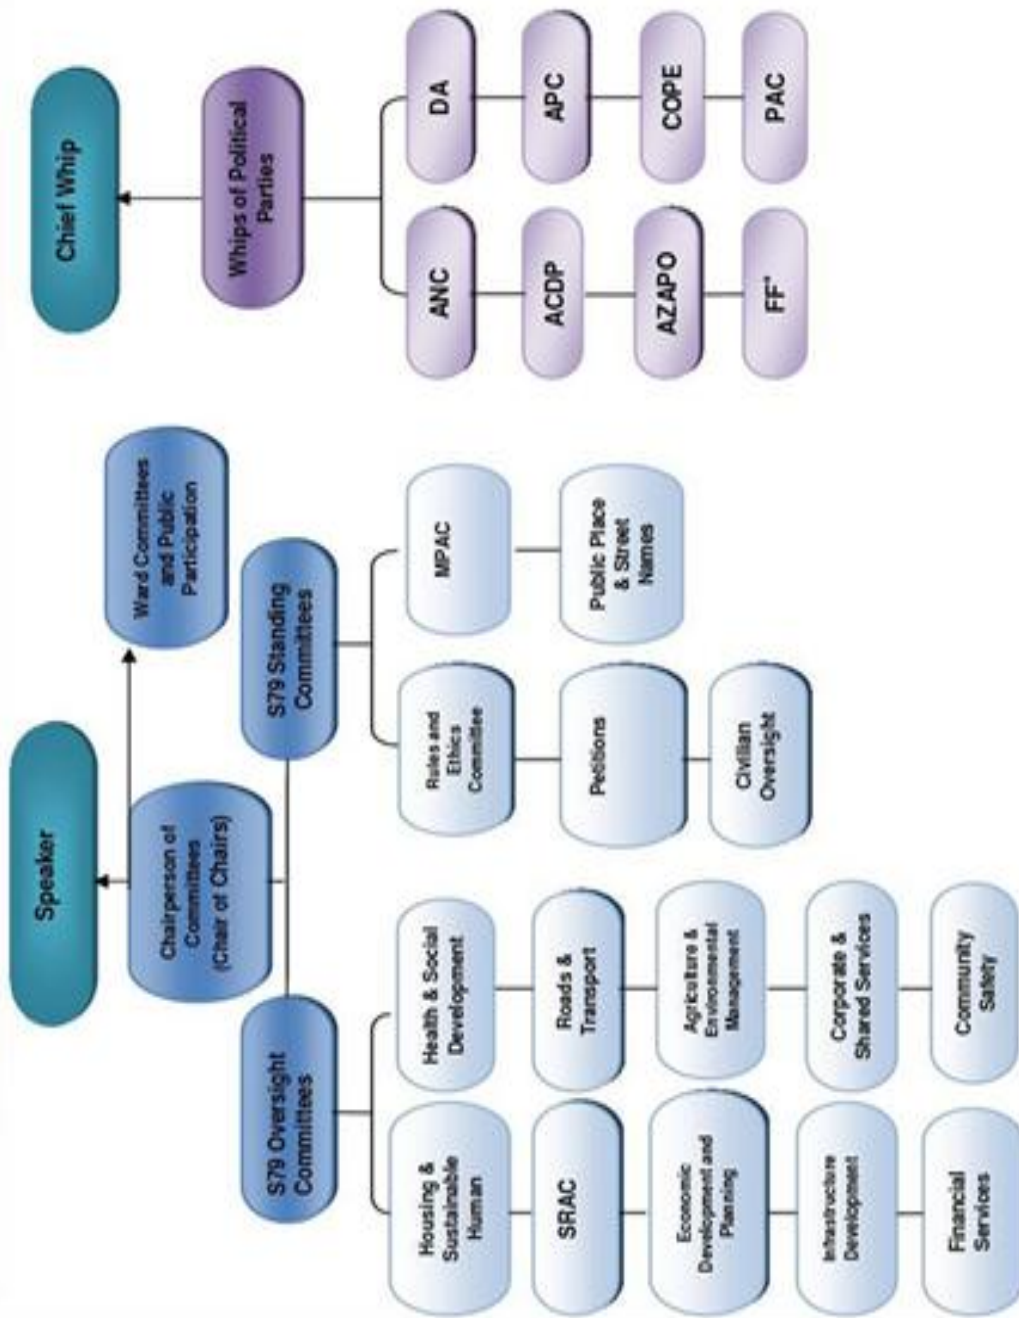 Speaker
Chairperson of
Committees
(Chair of Chairs)
Ward Committees
and Public
Participation
S79 Oversight
Committees
Housing &
Sustainable
Human
SRAC
Economic
Development and
Planning
Infrastructure
Development
Financial
Services
Health & Social
Development
Roads &
Transport
Agriculture &
Environmental
Management
Corporate &
Shared Services
Community
Safety
S79 Standing
Committees
Rules and
Ethics
Committee
Petitions
Civilian
Oversight
MPAC
Public Place
& Street
Names
Chief Whip
Whips of Political
Parties
ANC
ACDP
AZAPO
FF+
DA
APC
COPE
PAC